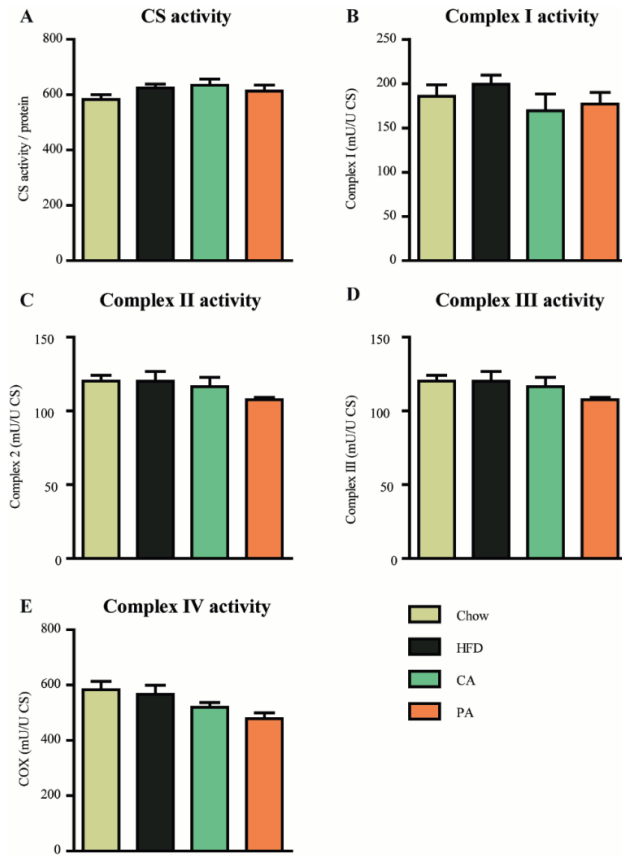 A
CS activity
CS activity / protein
800
600
400
200
0
B
Complex I activity
Complex I (mU/U CS)
250
200
150
100
50
0
C
Complex II activity
Complex 2 (mU/U CS)
150
100
50
0
D
Complex III activity
Complex III (mU/U CS)
150
100
50
0
E
Complex IV activity
COX (mU/U CS)
800
600
400
200
0
Chow
HFD
CA
PA